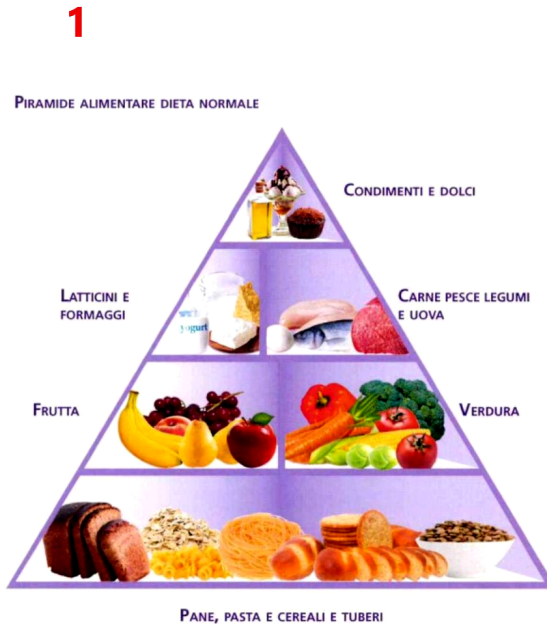 1
PIRAMIDE ALIMENTARE DIETA NORMALE
CONDIMENTI E DOLCI
LATTICINI E
FORMAGGI
CARNE PESCE LEGUMI
E UOVA
yogurt
FRUTTA
VERDURA
PANE, PASTA E CEREALI E TUBERI